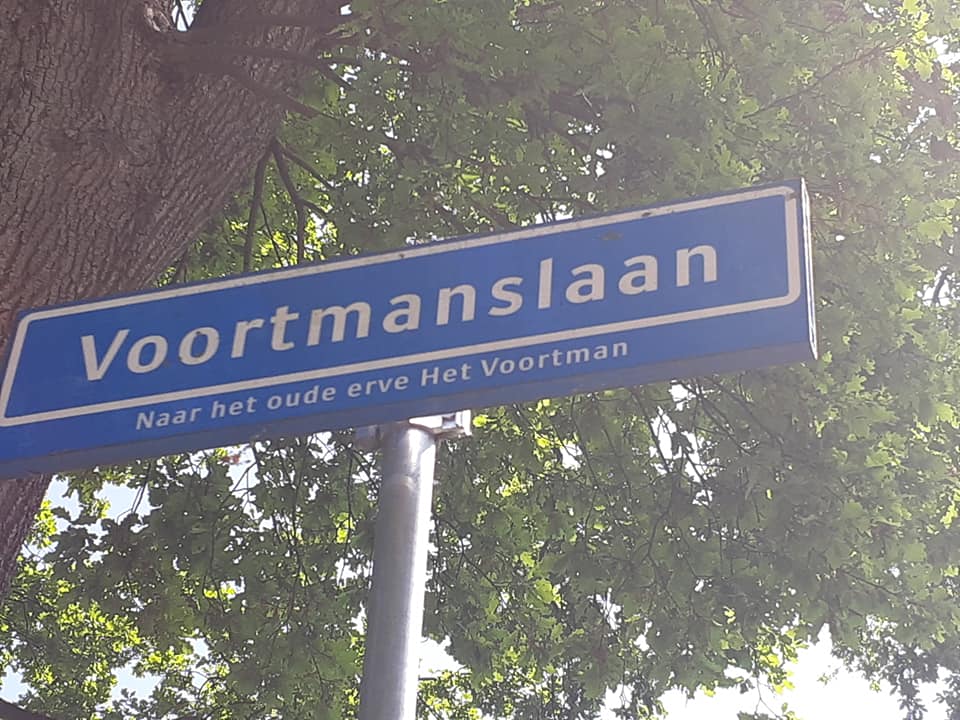 Voortmanslaan
Naar het oude erve Het Voortman